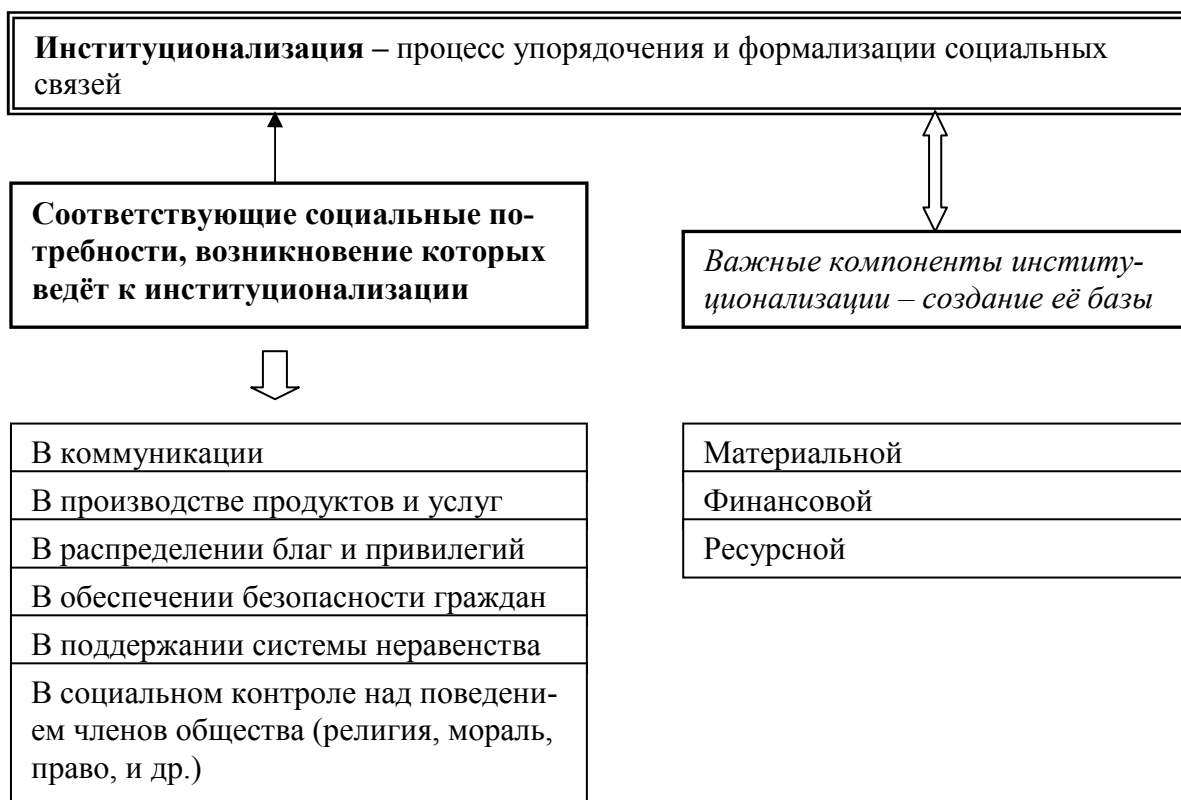 Институционализация – процесс упорядочения и формализации социальных
связей
Соответствующие социальные по-
требности, возникновение которых
ведёт к институционализации
Важные компоненты институ-
ционализации – создание её базы
В коммуникации
В производстве продуктов и услуг
В распределении благ и привилегий
В обеспечении безопасности граждан
В поддержании системы неравенства
В социальном контроле над поведени-
ем членов общества (религия, мораль,
право, и др.)
Материальной
Финансовой
Ресурсной